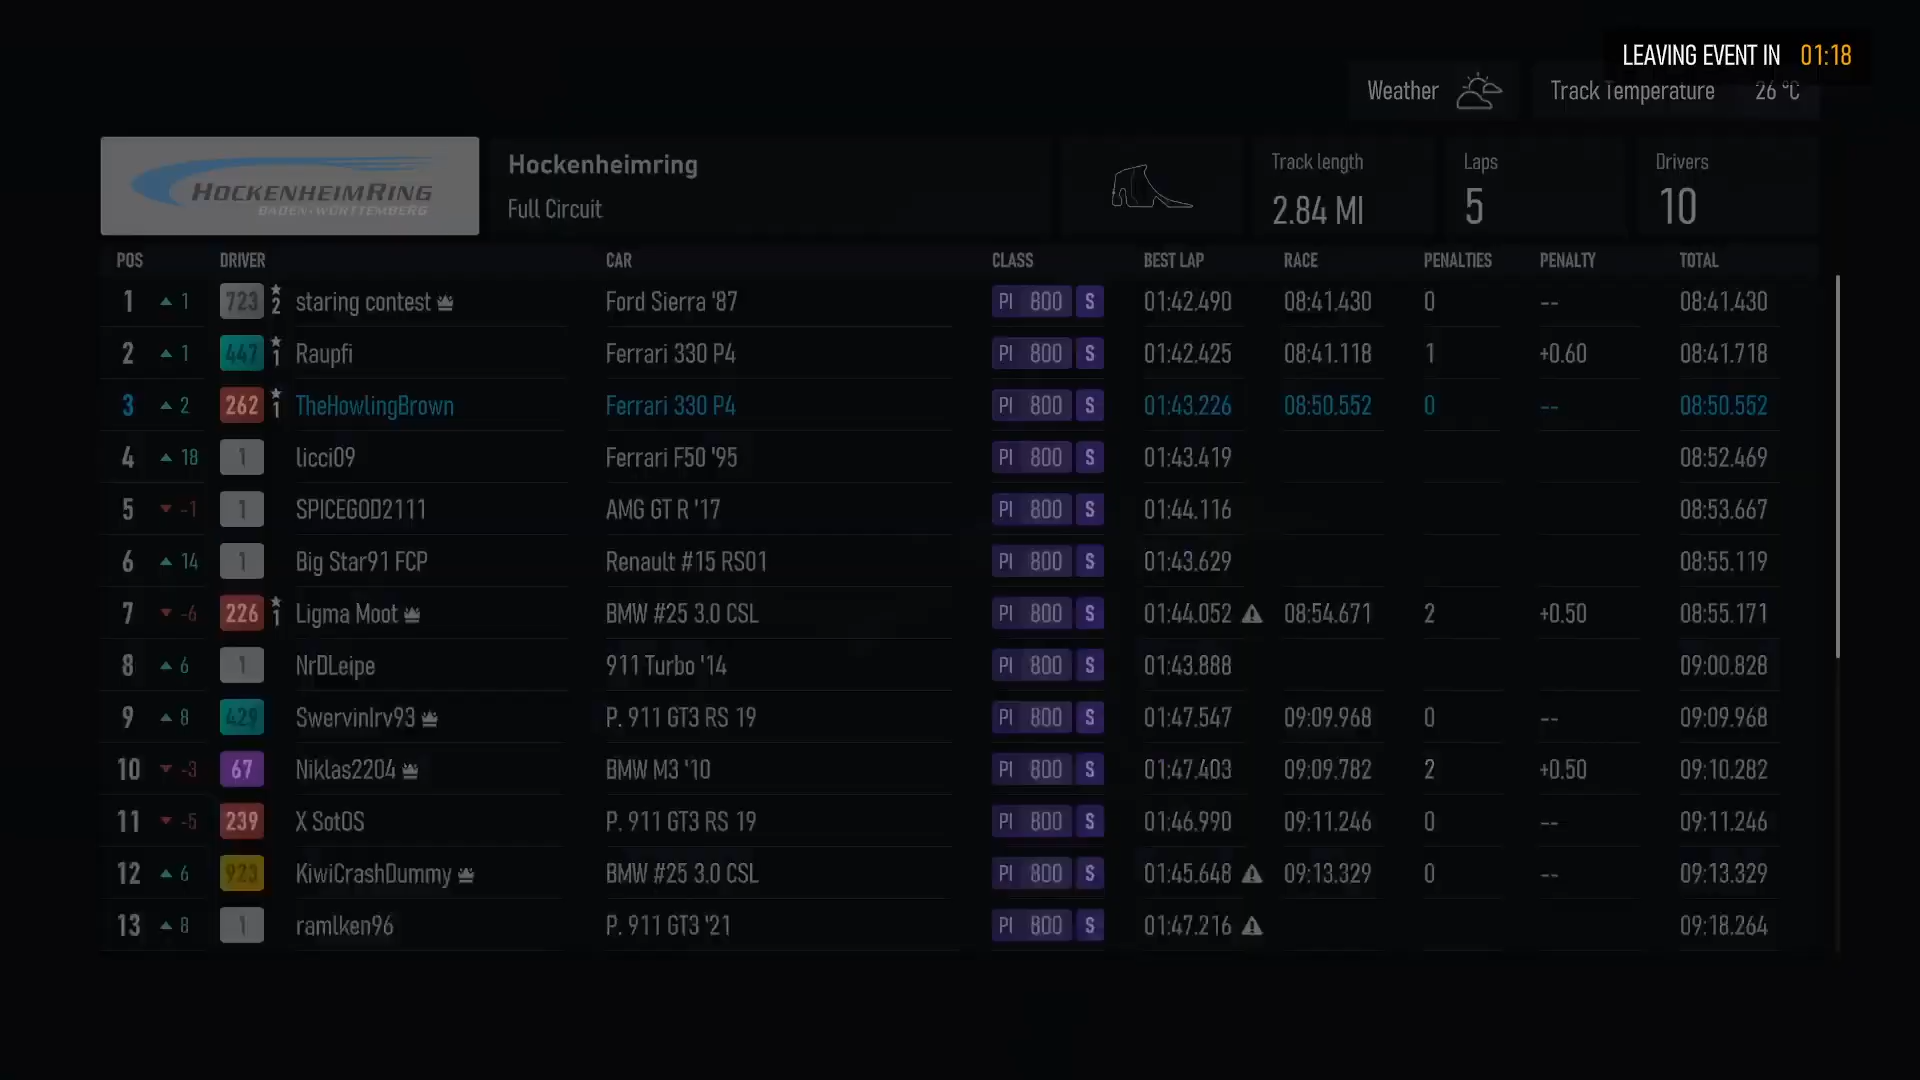 LEAVING EVENT IN 01:18
Weather Track Temperature 26 °C
HOCKENHEIMRING
BADEN-WÜRTTEMBERG
Hockenheimring
Full Circuit
Track length
2.84 MI
Laps
5
Drivers
10
POS DRIVER CAR CLASS BEST LAP RACE PENALTIES PENALTY TOTAL
1 1 723 2 staring contest Ford Sierra '87 PI 800 S 01:42.490 08:41.430 0 -- 08:41.430
2 1 447 1 Raupfi Ferrari 330 P4 PI 800 S 01:42.425 08:41.118 1 +0.60 08:41.718
3 2 262 1 TheHowlingBrown Ferrari 330 P4 PI 800 S 01:43.226 08:50.552 0 -- 08:50.552
4 18 1 licci09 Ferrari F50 '95 PI 800 S 01:43.419 08:52.469
5 -1 1 SPICEGOD2111 AMG GT R '17 PI 800 S 01:44.116 08:53.667
6 14 1 Big Star91 FCP Renault #15 RS01 PI 800 S 01:43.629 08:55.119
7 -6 226 1 Ligma Moot BMW #25 3.0 CSL PI 800 S 01:44.052 08:54.671 2 +0.50 08:55.171
8 6 1 NrDLeipe 911 Turbo '14 PI 800 S 01:43.888 09:00.828
9 8 429 SwervinIrv93 P. 911 GT3 RS 19 PI 800 S 01:47.547 09:09.968 0 -- 09:09.968
10 -3 67 Niklas2204 BMW M3 '10 PI 800 S 01:47.403 09:09.782 2 +0.50 09:10.282
11 -5 239 X SotOS P. 911 GT3 RS 19 PI 800 S 01:46.990 09:11.246 0 -- 09:11.246
12 6 923 KiwiCrashDummy BMW #25 3.0 CSL PI 800 S 01:45.648 09:13.329 0 -- 09:13.329
13 8 1 ramlken96 P. 911 GT3 '21 PI 800 S 01:47.216 09:18.264